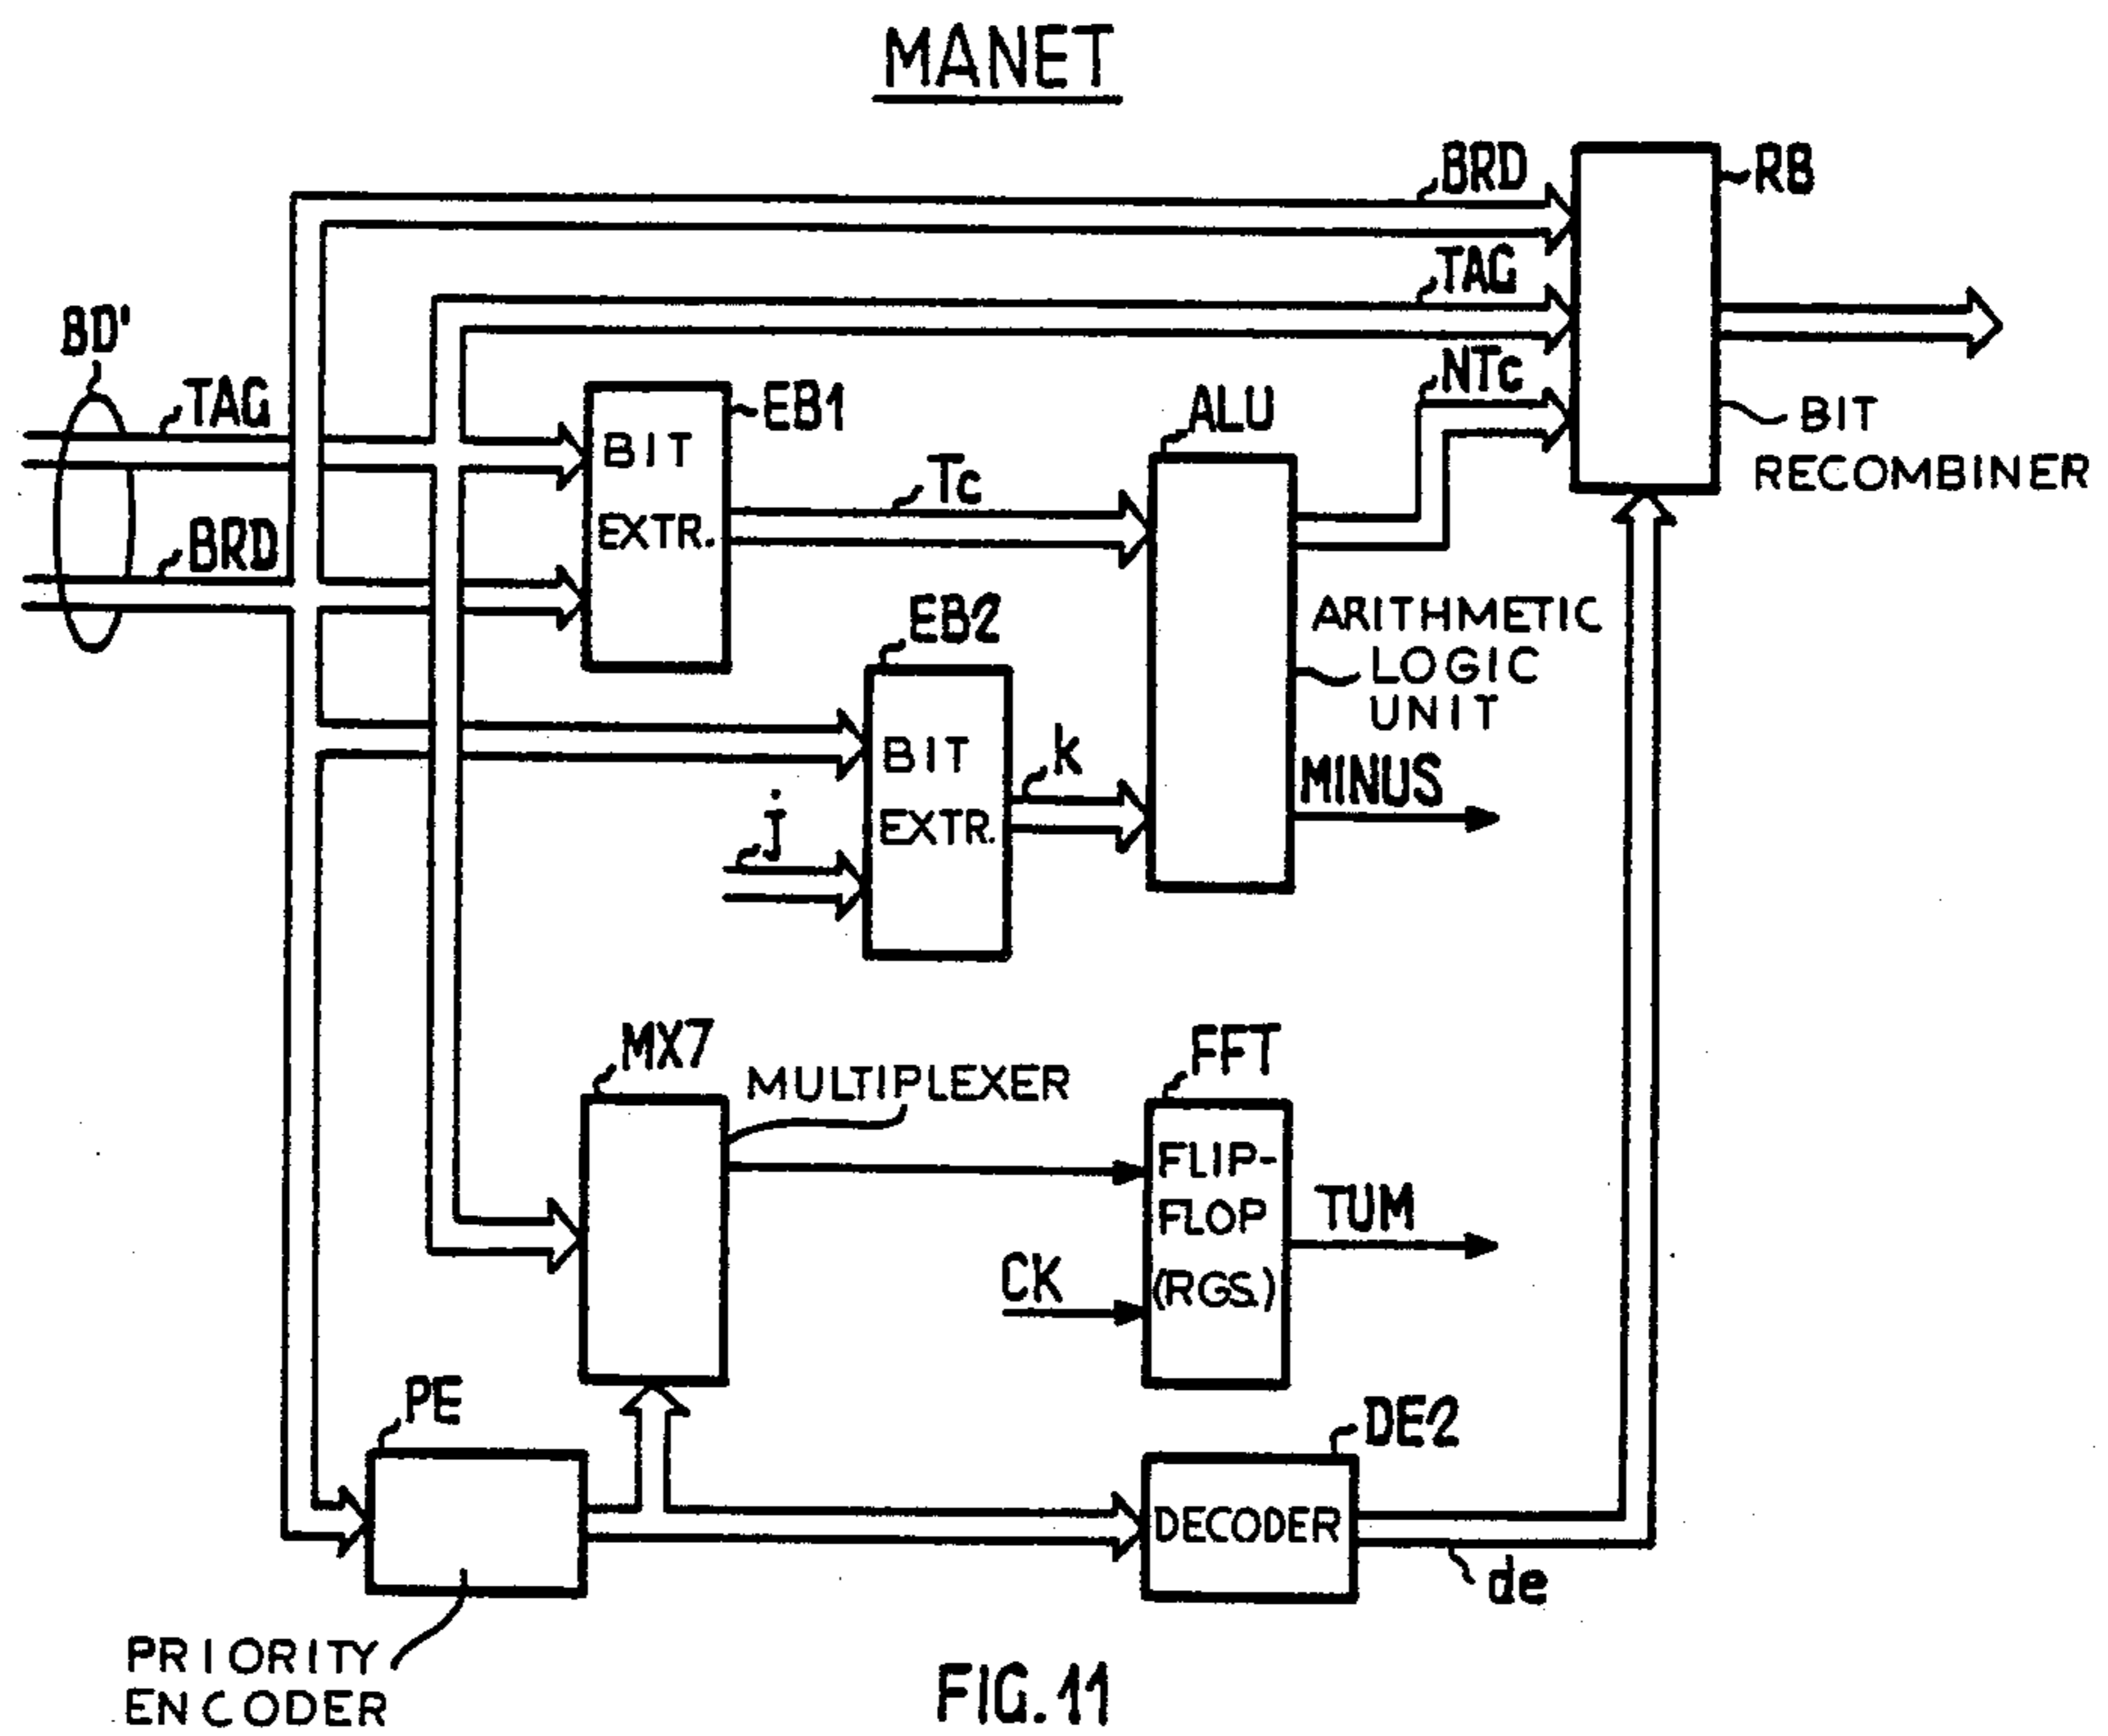 MANET
BRD
R8
TAG
BD'
TAG
NTc
EB1
ALU
BIT
EXTR.
BIT
RECOMBINER
Tc
BRD
EB2
ARITHMETIC
LOGIC
UNIT
BIT
EXTR.
k
MINUS
j
MX7
MULTIPLEXER
FFT
FLIP-
FLOP
(RGS.)
TUM
CK
PE
DE2
DECODER
de
PRIORITY
ENCODER
FIG.11